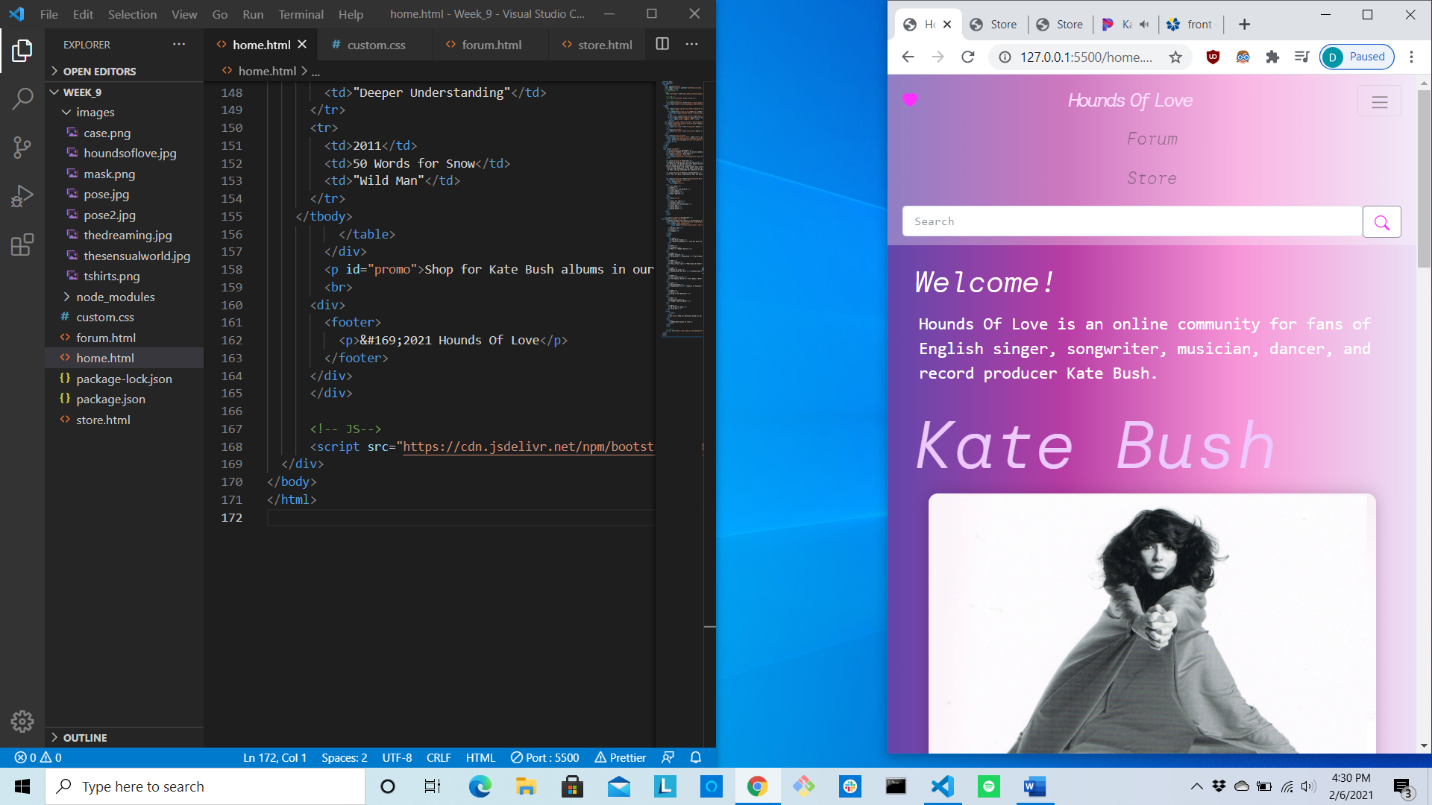 File Edit Selection View Go Run Terminal Help home.html - Week_9 - Visual Studio C...
EXPLORER
OPEN EDITORS
WEEK_9
images
case.png
houndsoflove.jpg
mask.png
pose.jpg
pose2.jpg
thedreaming.jpg
thesensualworld.jpg
tshirts.png
node_modules
# custom.css
<> forum.html
<> home.html
{} package-lock.json
{} package.json
<> store.html
OUTLINE
<> home.html # custom.css <> forum.html <> store.html
<> home.html > ...
148 <td>"Deeper Understanding"</td>
149 </tr>
150 <tr>
151 <td>2011</td>
152 <td>50 Words for Snow</td>
153 <td>"Wild Man"</td>
154 </tr>
155 </tbody>
156 </table>
157 </div>
158 <p id="promo">Shop for Kate Bush albums in our
159 <br>
160 <div>
161 <footer>
162 <p>&#169;2021 Hounds Of Love</p>
163 </footer>
164 </div>
165 </div>
166
167 <!-- JS-->
168 <script src="https://cdn.jsdelivr.net/npm/bootst
169 </div>
170 </body>
171 </html>
172
0 0 Ln 172, Col 1 Spaces: 2 UTF-8 CRLF HTML Port : 5500 Prettier
Store Store front
127.0.0.1:5500/home.... D Paused
Hounds Of Love
Forum
Store
Search
Welcome!
Hounds Of Love is an online community for fans of
English singer, songwriter, musician, dancer, and
record producer Kate Bush.
Kate Bush
Type here to search
4:30 PM
2/6/2021
3